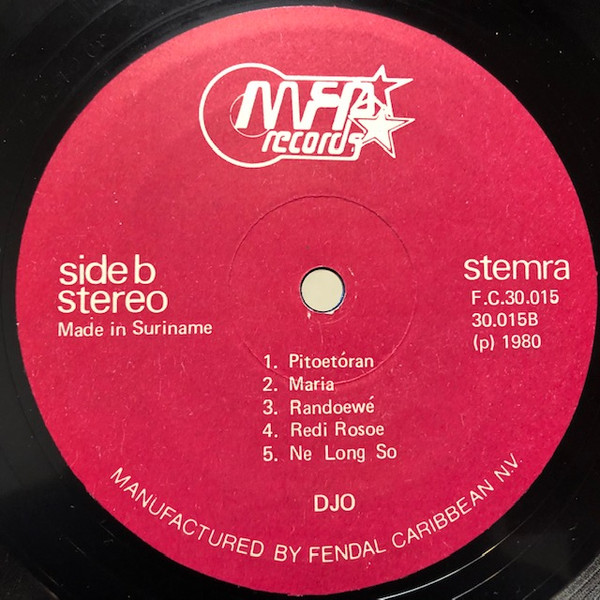 MFA
records
side b
stereo
Made in Suriname
stemra
F.C.30.015
30.015B
(p) 1980
1. Pitoetóran
2. Maria
3. Randoewé
4. Redi Rosoe
5. Ne Long So
DJO
MANUFACTURED BY FENDAL CARIBBEAN N.V.